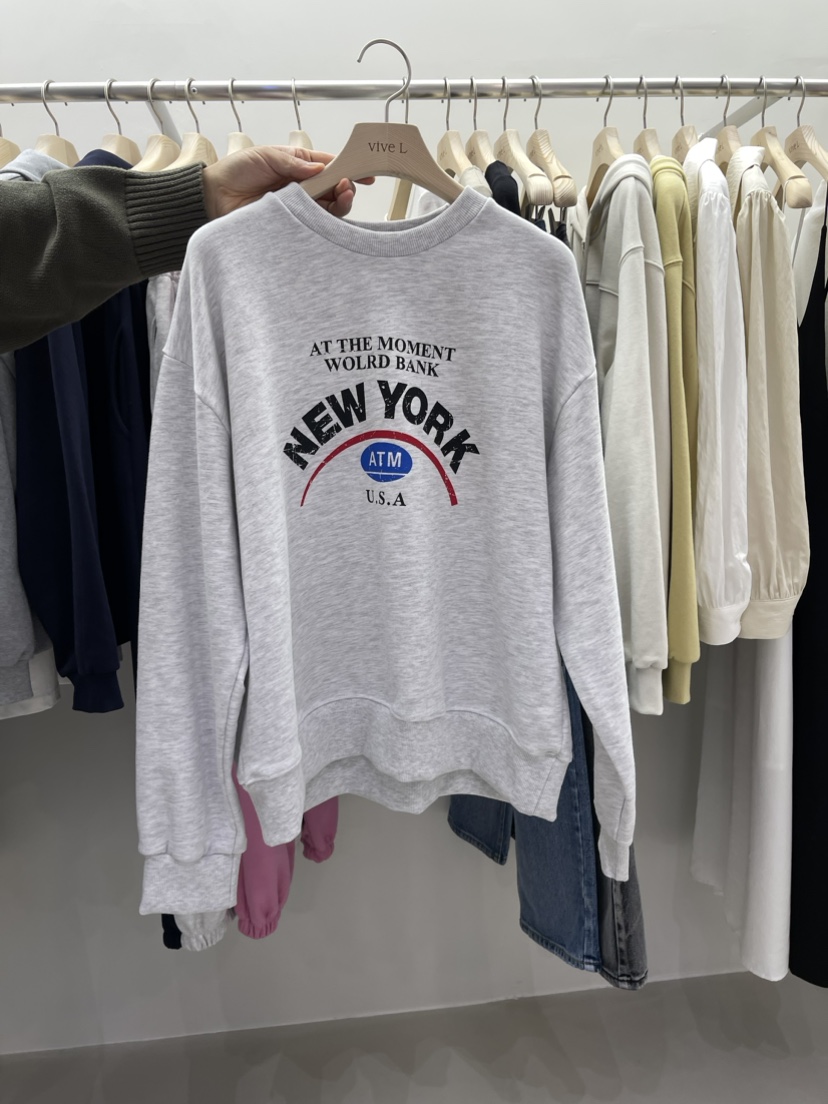 vive L
AT THE MOMENT
WOLRD BANK
NEW YORK
ATM
U.S.A